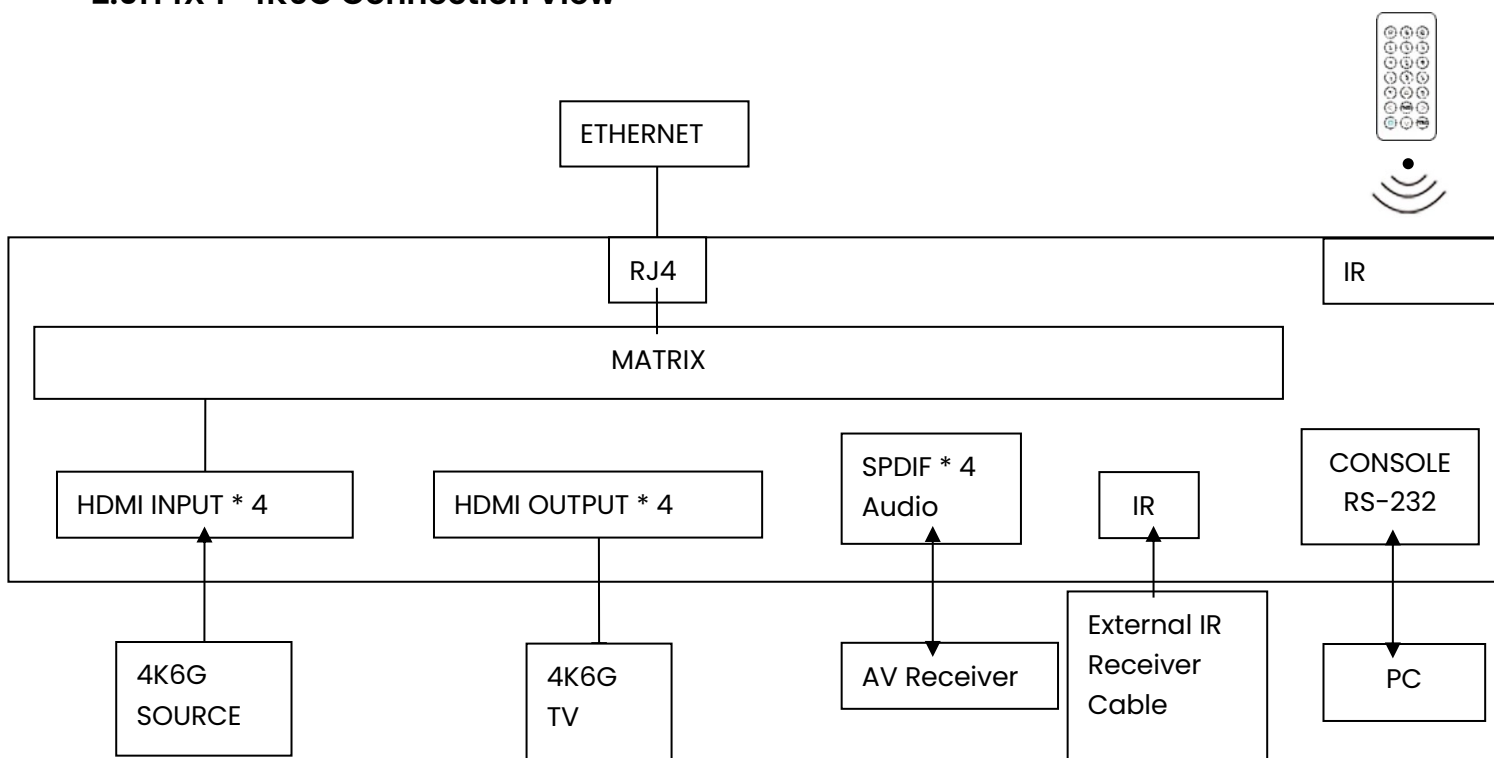 ETHERNET
RJ4
IR
MATRIX
HDMI INPUT * 4
HDMI OUTPUT * 4
SPDIF * 4
Audio
IR
CONSOLE
RS-232
4K6G
SOURCE
4K6G
TV
AV Receiver
External IR
Receiver
Cable
PC